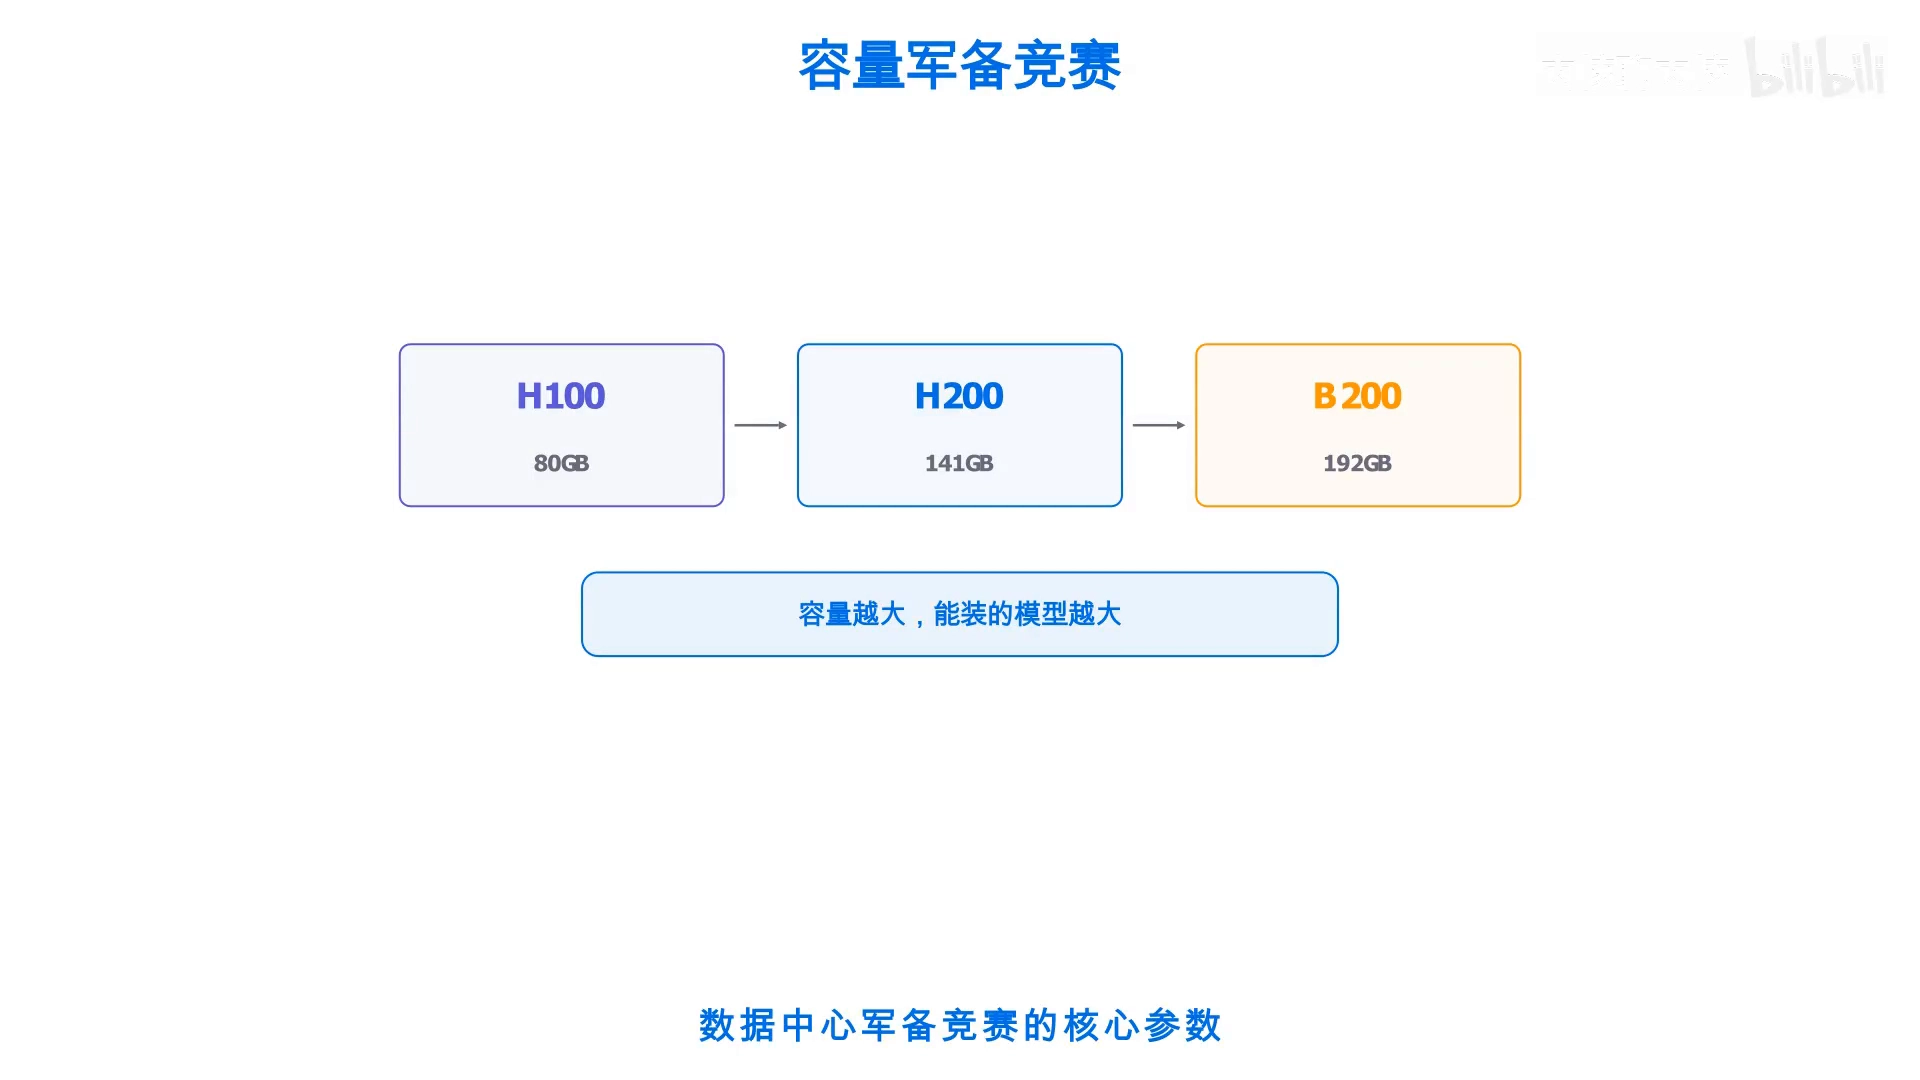 容量军备竞赛
bilibili
H100
80GB
H200
141GB
B200
192GB
容量越大，能装的模型越大
数据中心军备竞赛的核心参数